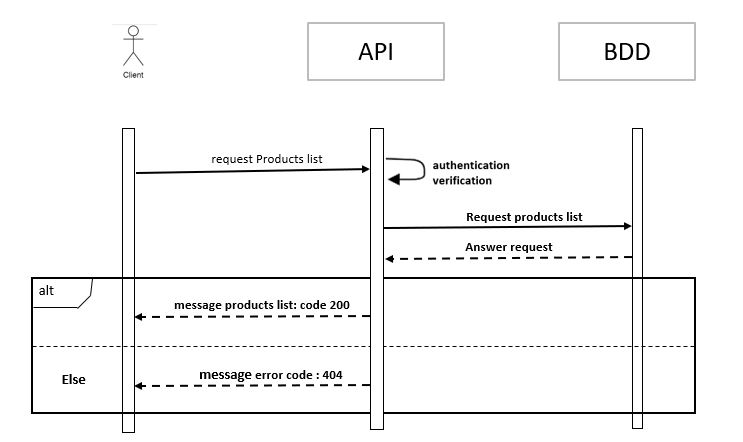 Client
API
BDD
request Products list
authentication
verification
Request products list
Answer request
alt
message products list: code 200
Else
message error code : 404